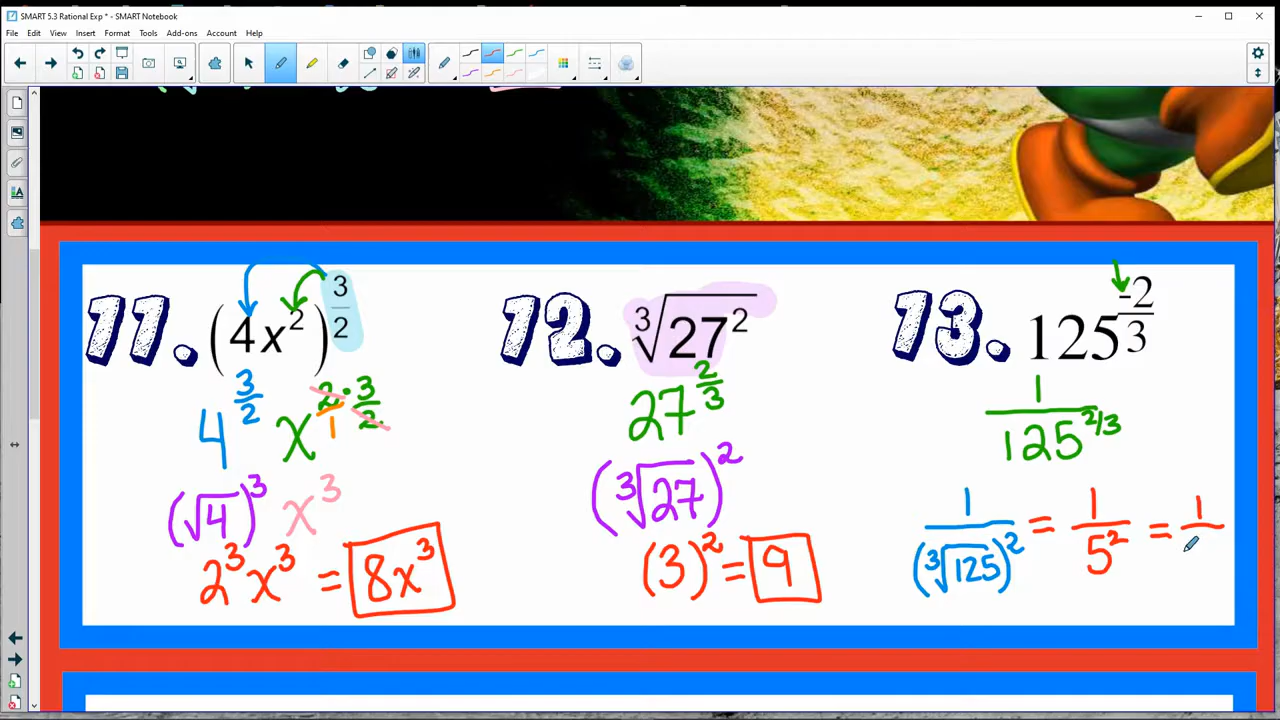 SMART 5.3 Rational Exp * - SMART Notebook
File Edit View Insert Format Tools Add-ons Account Help
11. (4x²)^(3/2)
4^(3/2) x^(2/1 · 3/2)
(√4)³ x³
2³x³ = 8x³
12. ∛27²
27^(2/3)
(∛27)²
(3)² = 9
13. 125^(-2/3)
1/125^(2/3)
1/(∛125)² = 1/5² = 1/